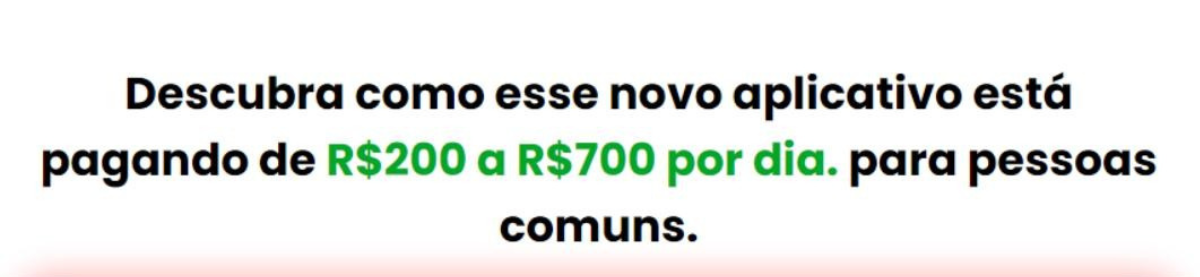 Descubra como esse novo aplicativo está
pagando de R$200 a R$700 por dia. para pessoas
comuns.